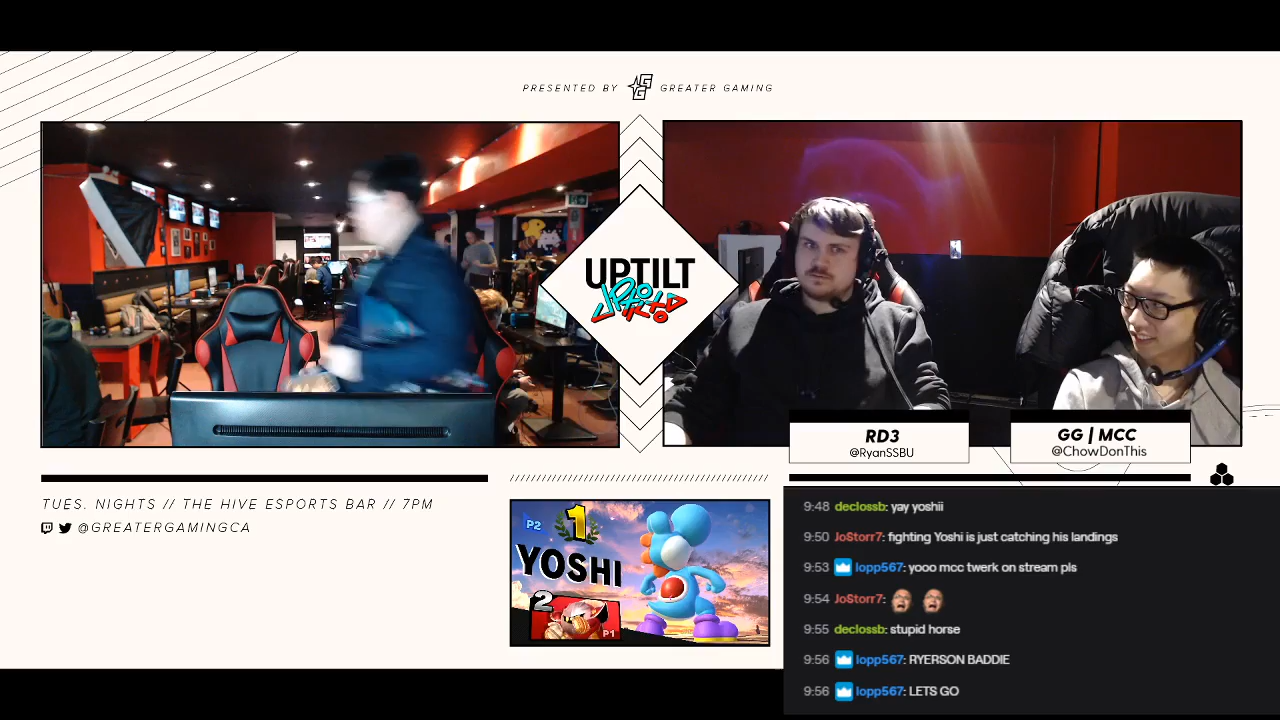 PRESENTED BY GG GREATER GAMING
UPTILT
RD3
@RyanSSBU
GG | MCC
@ChowDonThis
TUES. NIGHTS // THE HIVE ESPORTS BAR // 7PM
@GREATERGAMINGCA
P2
1
YOSHI
2
P1
9:48 declossb: yay yoshii
9:50 JoStorr7: fighting Yoshi is just catching his landings
9:53 lopp567: yooo mcc twerk on stream pls
9:54 JoStorr7:
9:55 declossb: stupid horse
9:56 lopp567: RYERSON BADDIE
9:56 lopp567: LETS GO